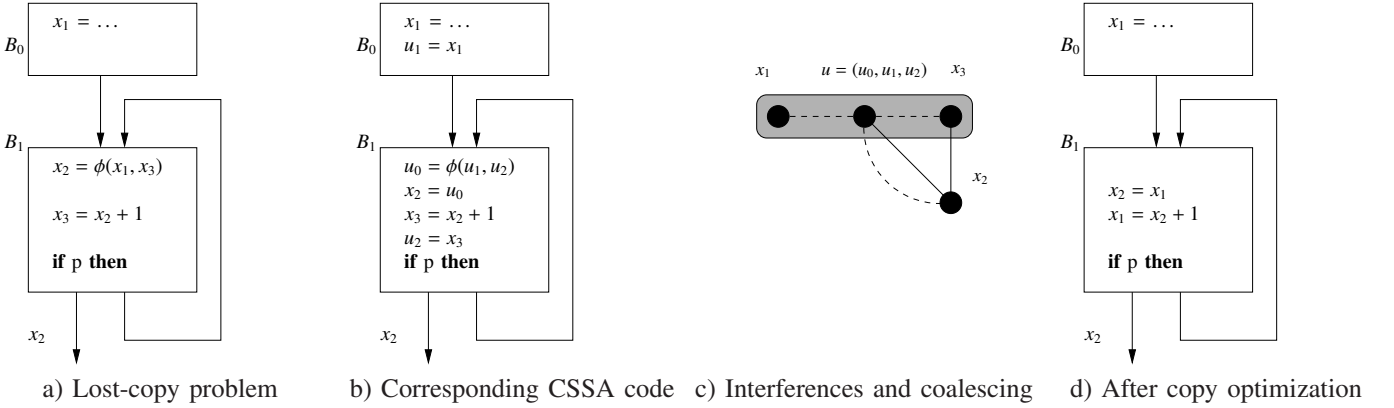 x₁ = …
B₀
B₁
x₂ = ϕ(x₁, x₃)
x₃ = x₂ + 1
if p then
x₂
a) Lost-copy problem
x₁ = …
u₁ = x₁
B₀
B₁
u₀ = ϕ(u₁, u₂)
x₂ = u₀
x₃ = x₂ + 1
u₂ = x₃
if p then
x₂
b) Corresponding CSSA code
x₁
u = (u₀, u₁, u₂)
x₃
x₂
c) Interferences and coalescing
x₁ = …
B₀
B₁
x₂ = x₁
x₁ = x₂ + 1
if p then
x₂
d) After copy optimization